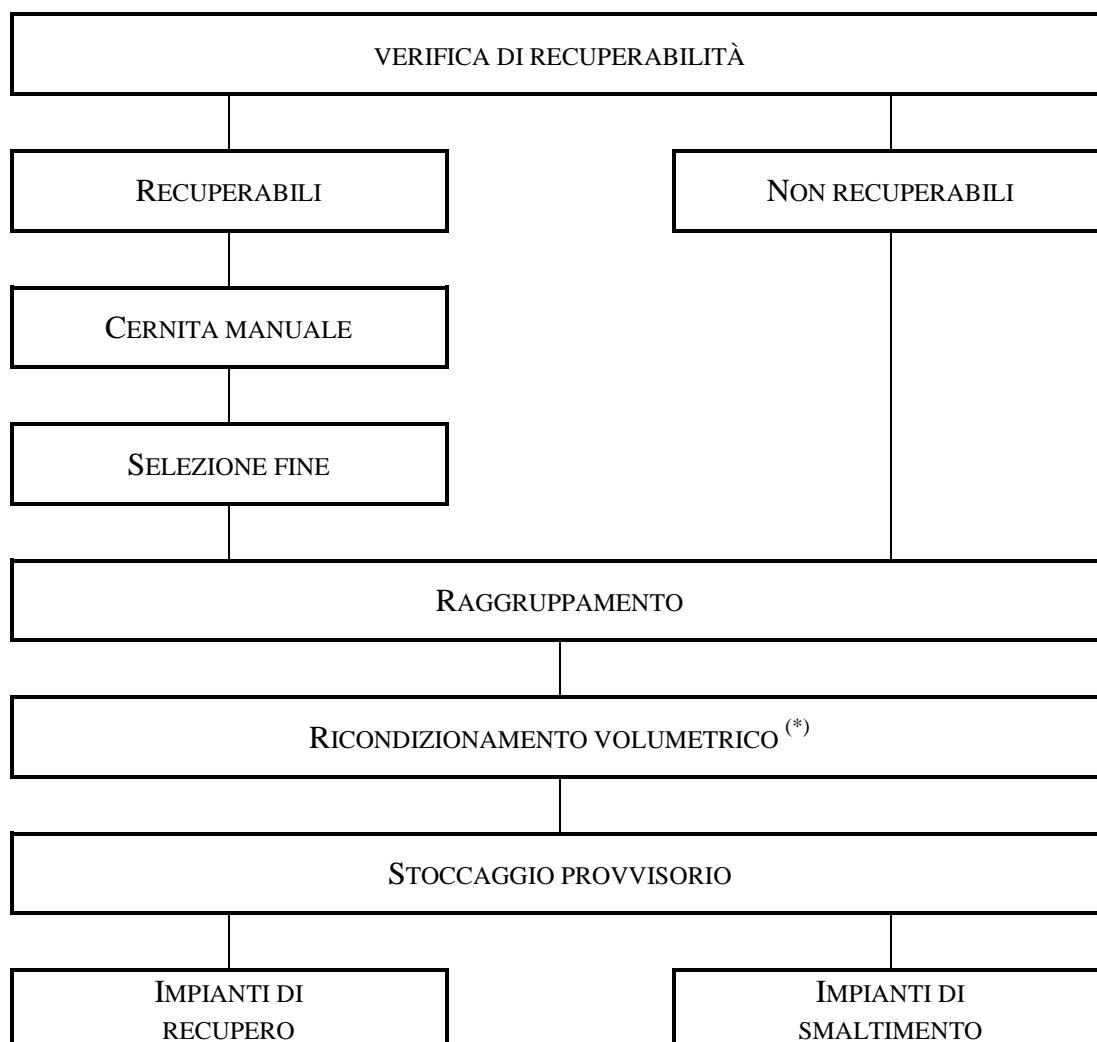 VERIFICA DI RECUPERABILITÀ
RECUPERABILI
NON RECUPERABILI
CERNITA MANUALE
SELEZIONE FINE
RAGGRUPPAMENTO
RICONDIZIONAMENTO VOLUMETRICO (*)
STOCCAGGIO PROVVISORIO
IMPIANTI DI
RECUPERO
IMPIANTI DI
SMALTIMENTO